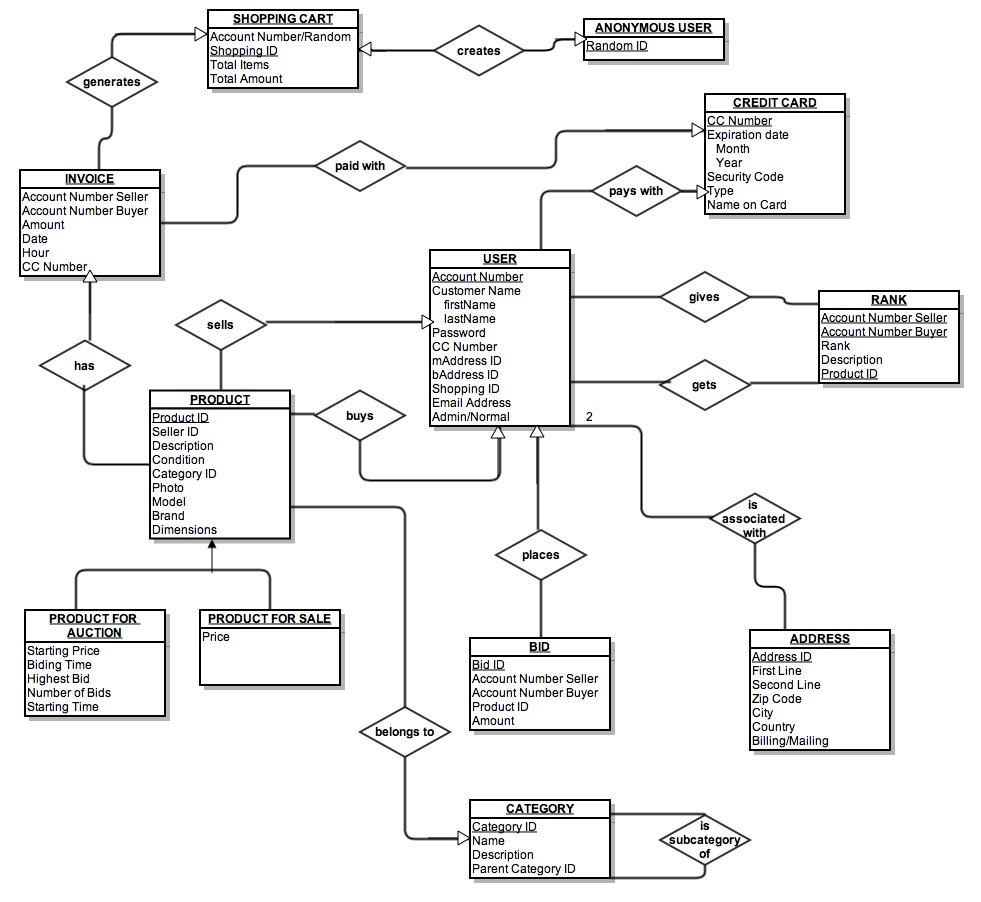 SHOPPING CART
Account Number/Random
Shopping ID
Total Items
Total Amount
creates
ANONYMOUS USER
Random ID
generates
CREDIT CARD
CC Number
Expiration date
Month
Year
Security Code
Type
Name on Card
paid with
pays with
INVOICE
Account Number Seller
Account Number Buyer
Amount
Date
Hour
CC Number
USER
Account Number
Customer Name
firstName
lastName
Password
CC Number
mAddress ID
bAddress ID
Shopping ID
Email Address
Admin/Normal
gives
RANK
Account Number Seller
Account Number Buyer
Rank
Description
Product ID
sells
has
gets
PRODUCT
Product ID
Seller ID
Description
Condition
Category ID
Photo
Model
Brand
Dimensions
buys
2
is
associated
with
places
PRODUCT FOR
AUCTION
Starting Price
Biding Time
Highest Bid
Number of Bids
Starting Time
PRODUCT FOR SALE
Price
BID
Bid ID
Account Number Seller
Account Number Buyer
Product ID
Amount
ADDRESS
Address ID
First Line
Second Line
Zip Code
City
Country
Billing/Mailing
belongs to
CATEGORY
Category ID
Name
Description
Parent Category ID
is
subcategory
of